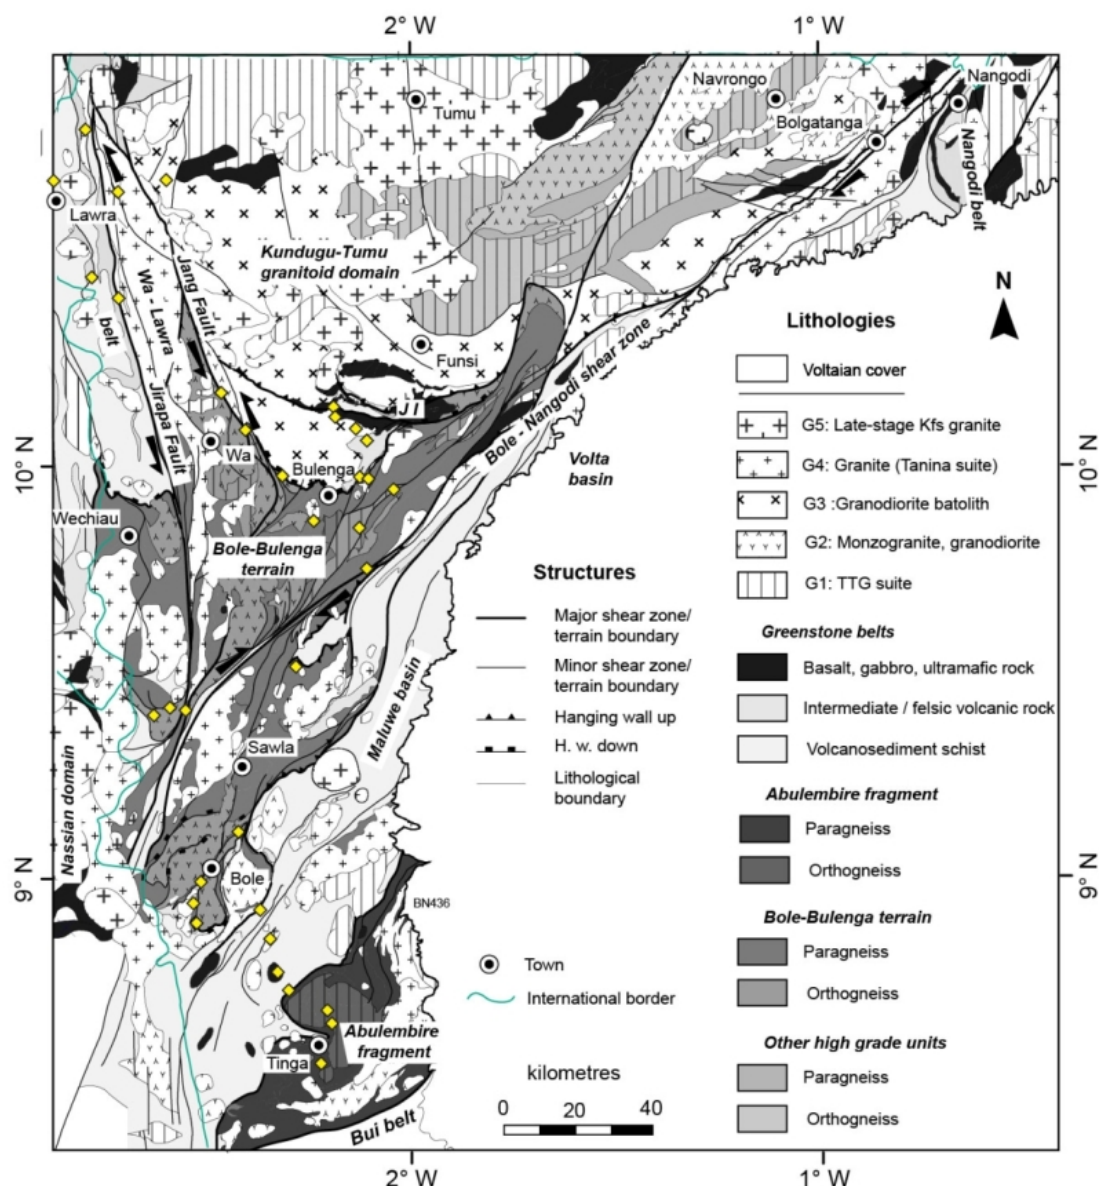 2° W
1° W
Navrongo
Nangodi
Tumu
Bolgatanga
Nangodi belt
Lawra
Kundugu-Tumu
granitoid domain
Jang Fault
Wa - Lawra
belt
N
Lithologies
Funsi
Bole - Nangodi shear zone
Voltaian cover
J I
Jirapa Fault
G5: Late-stage Kfs granite
Wa
10° N
10° N
Bulenga
Volta
basin
G4: Granite (Tanina suite)
G3 :Granodiorite batolith
Wechiau
G2: Monzogranite, granodiorite
Bole-Bulenga
terrain
Structures
G1: TTG suite
Major shear zone/
terrain boundary
Greenstone belts
Minor shear zone/
terrain boundary
Basalt, gabbro, ultramafic rock
Maluwe basin
Intermediate / felsic volcanic rock
Hanging wall up
Sawla
H. w. down
Volcanosediment schist
Lithological
boundary
Nassian domain
Abulembire fragment
Paragneiss
9° N
Bole
Orthogneiss
9° N
BN436
Bole-Bulenga terrain
Paragneiss
Town
Orthogneiss
International border
Abulembire
fragment
Other high grade units
Tinga
kilometres
Paragneiss
0 20 40
Orthogneiss
Bui belt
2° W
1° W